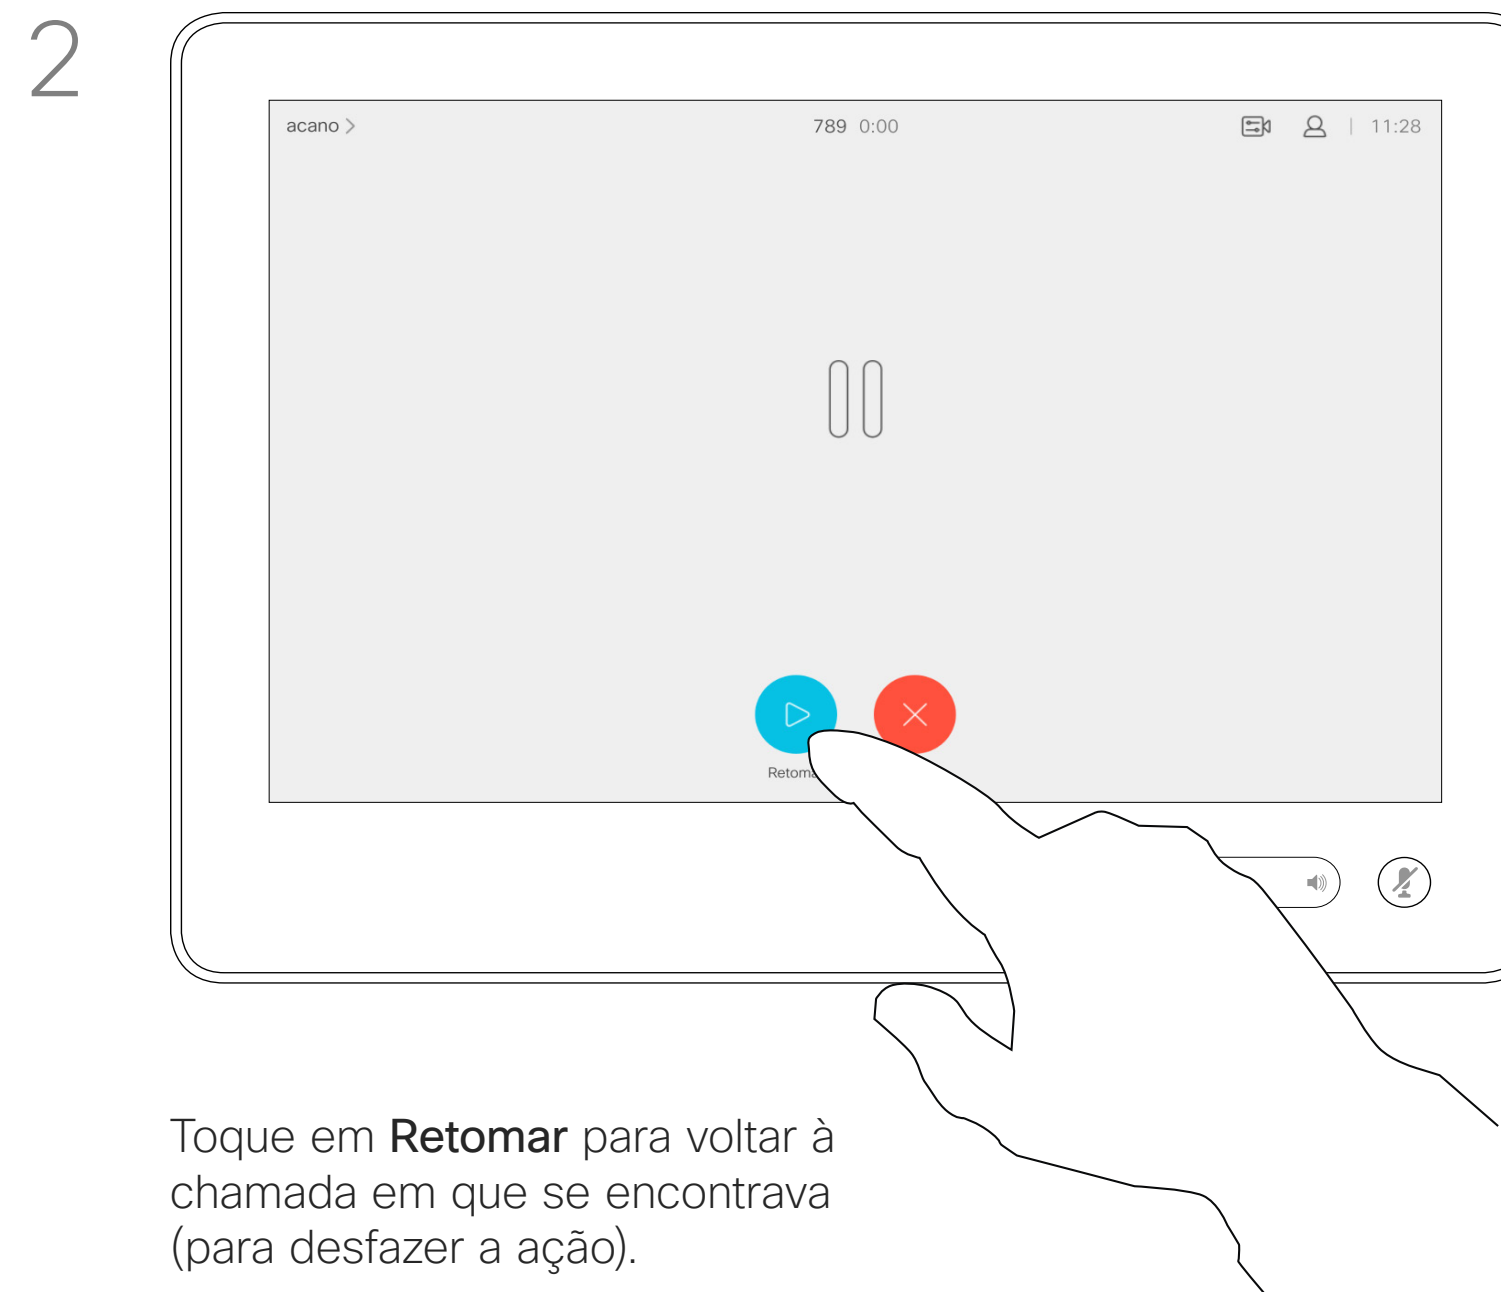 2
acano
789 0:00
11:28
Toque em Retomar para voltar à
chamada em que se encontrava
(para desfazer a ação).